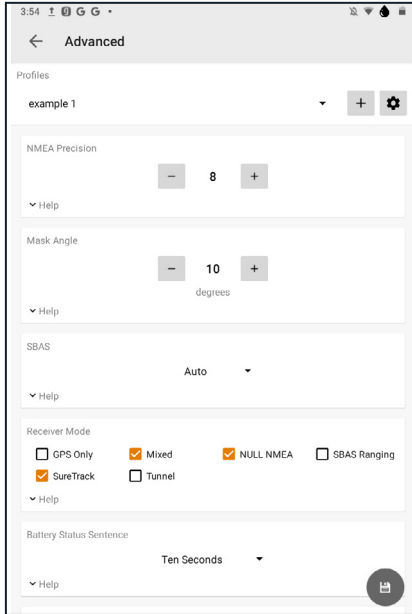 3:54 G G
Advanced
Profiles
example 1
NMEA Precision
− 8 +
Help
Mask Angle
− 10 +
degrees
Help
SBAS
Auto
Help
Receiver Mode
GPS Only Mixed NULL NMEA SBAS Ranging
SureTrack Tunnel
Help
Battery Status Sentence
Ten Seconds
Help